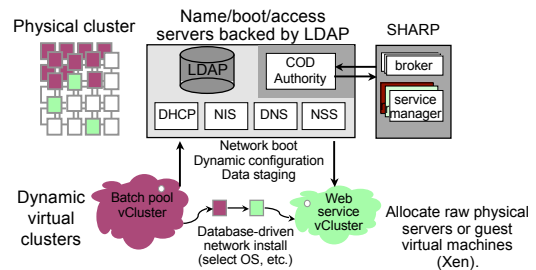 Physical cluster
Name/boot/access
servers backed by LDAP
SHARP
LDAP
COD
Authority
broker
service
manager
DHCP
NIS
DNS
NSS
Network boot
Dynamic configuration
Data staging
Dynamic
virtual
clusters
Batch pool
vCluster
Web
service
vCluster
Database-driven
network install
(select OS, etc.)
Allocate raw physical
servers or guest
virtual machines
(Xen).